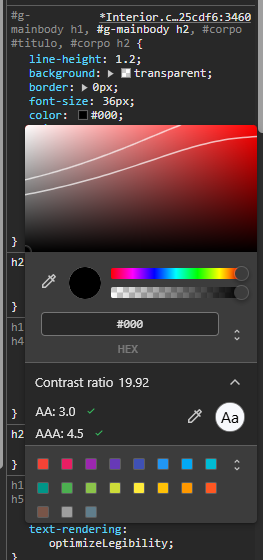 #g- *Interior.c…25cdf6:3460
mainbody h1, #g-mainbody h2, #corpo
#titulo, #corpo h2 {
line-height: 1.2;
background: ▶ transparent;
border: ▶ 0px;
font-size: 36px;
color: #000;
}
h2
}
h1
h4
}
h2
}
h1
h5
#000
HEX
Contrast ratio 19.92
AA: 3.0 ✓
AAA: 4.5 ✓
Aa
text-rendering:
optimizeLegibility;
}